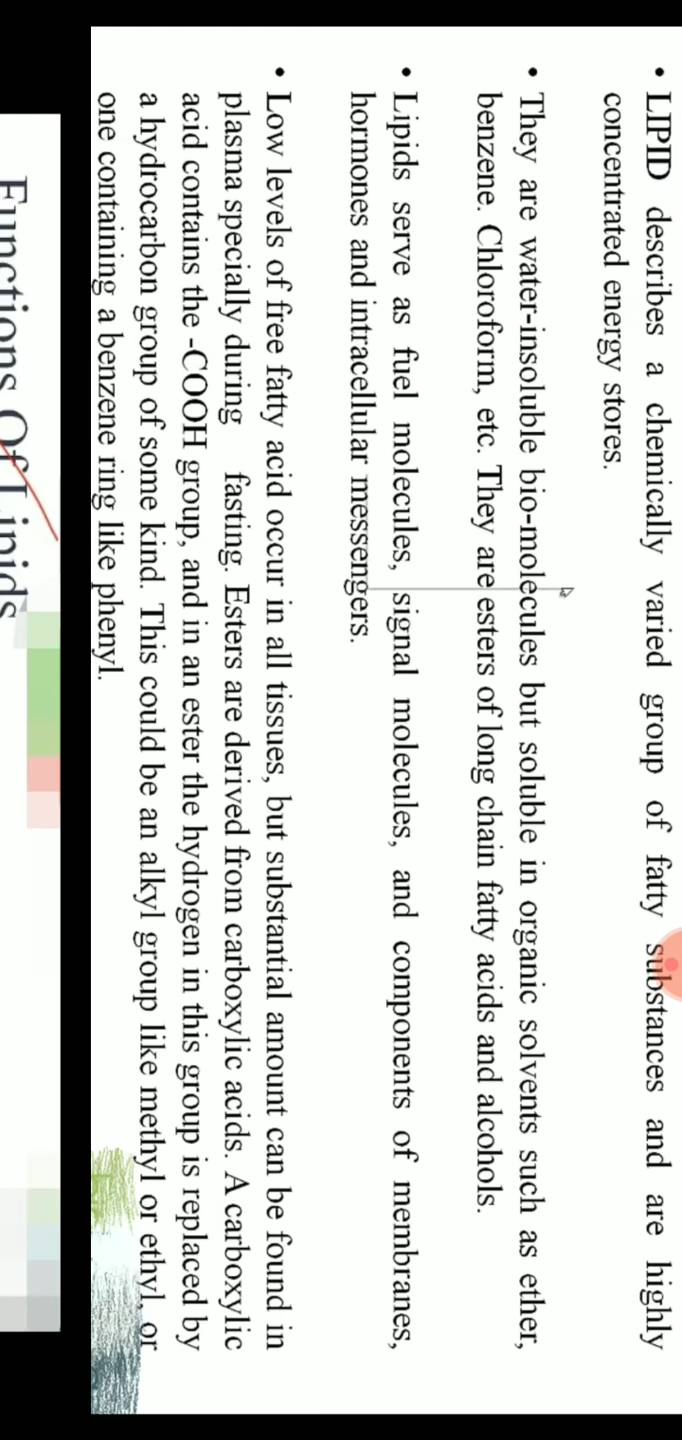 • LIPID describes a chemically varied group of fatty substances and are highly
concentrated energy stores.
• They are water-insoluble bio-molecules but soluble in organic solvents such as ether,
benzene. Chloroform, etc. They are esters of long chain fatty acids and alcohols.
• Lipids serve as fuel molecules, signal molecules, and components of membranes,
hormones and intracellular messengers.
• Low levels of free fatty acid occur in all tissues, but substantial amount can be found in
plasma specially during fasting. Esters are derived from carboxylic acids. A carboxylic
acid contains the -COOH group, and in an ester the hydrogen in this group is replaced by
a hydrocarbon group of some kind. This could be an alkyl group like methyl or ethyl, or
one containing a benzene ring like phenyl.
Functions Of Lipids